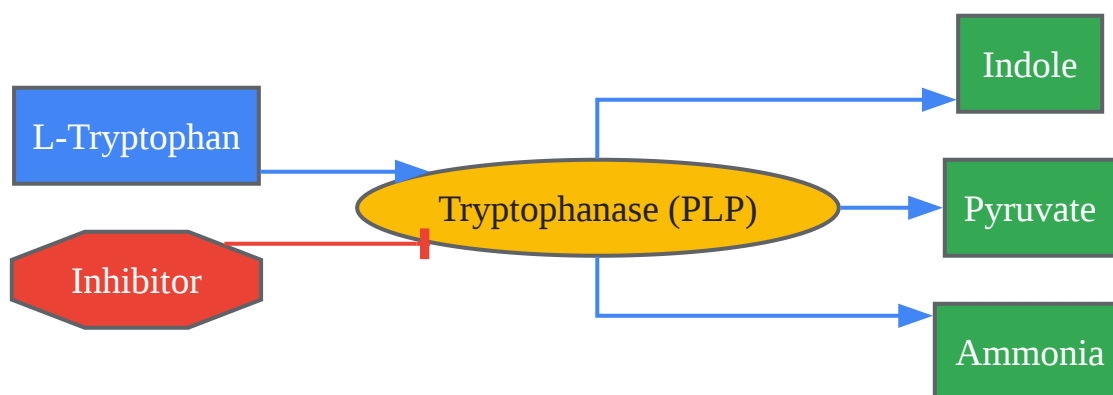 L-Tryptophan
Inhibitor
Tryptophanase (PLP)
Indole
Pyruvate
Ammonia